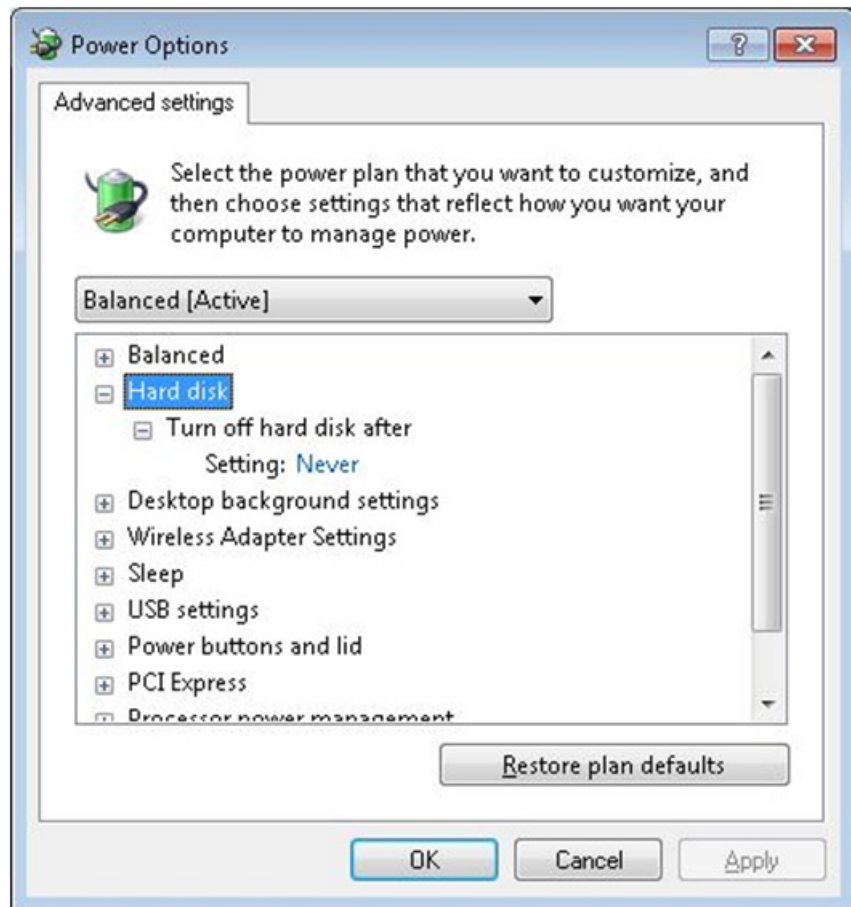 Power Options
Advanced settings
Select the power plan that you want to customize, and
then choose settings that reflect how you want your
computer to manage power.
Balanced [Active]
Balanced
Hard disk
Turn off hard disk after
Setting: Never
Desktop background settings
Wireless Adapter Settings
Sleep
USB settings
Power buttons and lid
PCI Express
Processor power management
Restore plan defaults
OK
Cancel
Apply